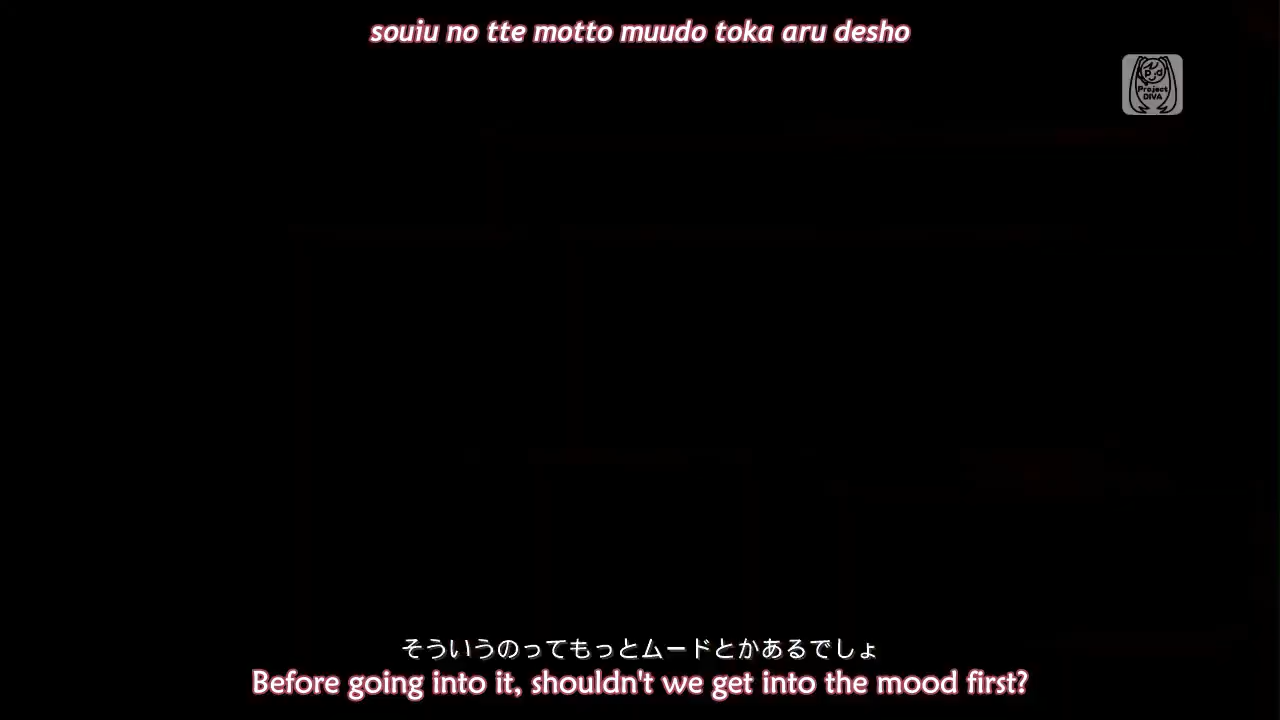 souiu no tte motto muudo toka aru desho
Project
DIVA
そういうのってもっとムードとかあるでしょ
Before going into it, shouldn't we get into the mood first?